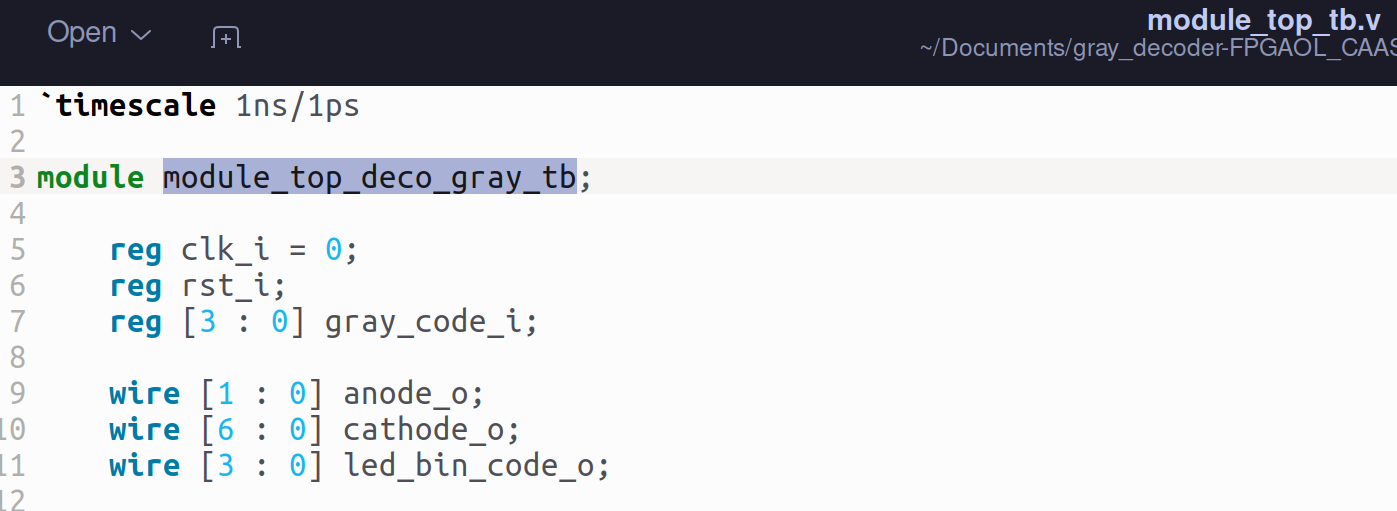 Open
module_top_tb.v
~/Documents/gray_decoder-FPGAOL_CAAS
1 `timescale 1ns/1ps
2
3 module module_top_deco_gray_tb;
4
5     reg clk_i = 0;
6     reg rst_i;
7     reg [3 : 0] gray_code_i;
8
9     wire [1 : 0] anode_o;
10     wire [6 : 0] cathode_o;
11     wire [3 : 0] led_bin_code_o;
12